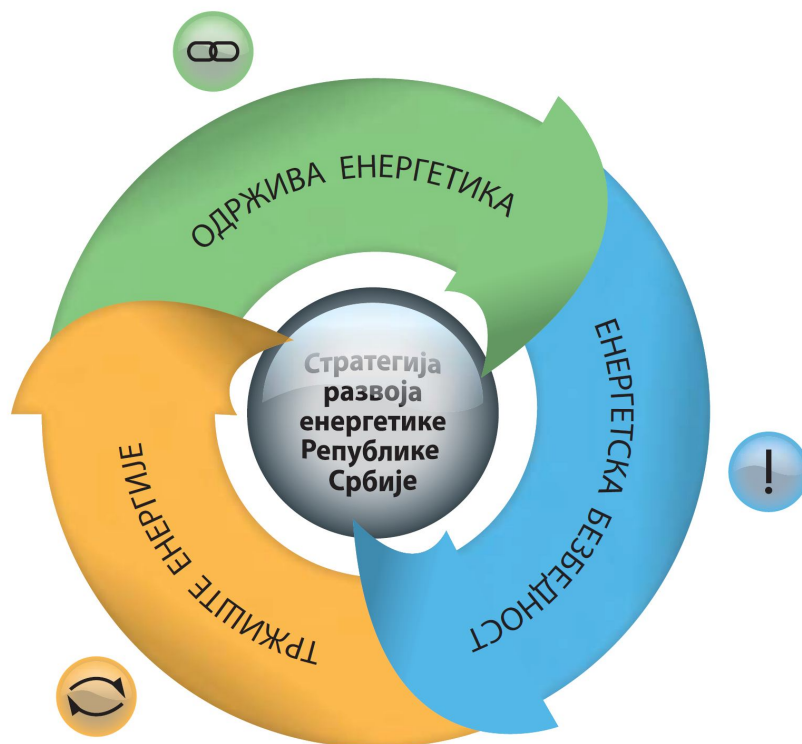 ОДРЖИВА ЕНЕРГЕТИКА
Стратегија
развоја
енергетике
Републике
Србије
ЕНЕРГЕТСКА БЕЗБЕДНОСТ
ТРЖИШТЕ ЕНЕРГИЈЕ
!